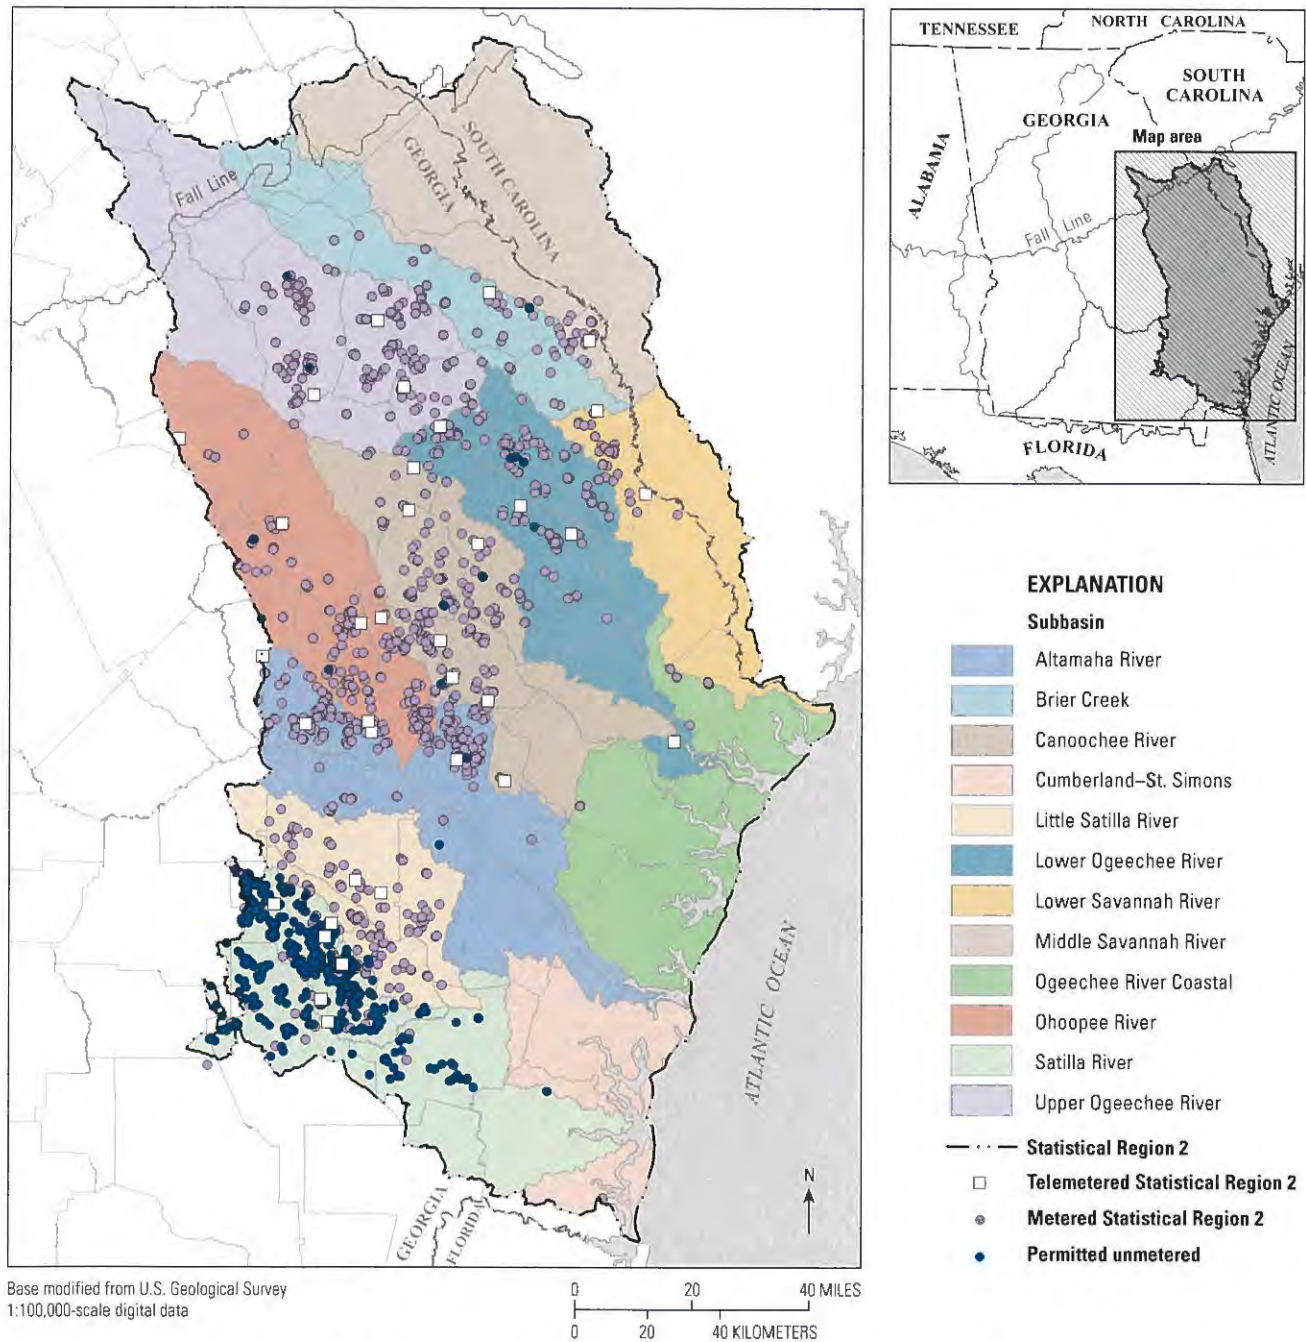 Fall Line
GEORGIA
SOUTH CAROLINA
ATLANTIC OCEAN
N
GEORGIA
FLORIDA
Base modified from U.S. Geological Survey
1:100,000-scale digital data
0 20 40 MILES
0 20 40 KILOMETERS
TENNESSEE
NORTH CAROLINA
SOUTH
CAROLINA
GEORGIA
Map area
ALABAMA
Fall Line
FLORIDA
ATLANTIC OCEAN
EXPLANATION
Subbasin
Altamaha River
Brier Creek
Canoochee River
Cumberland–St. Simons
Little Satilla River
Lower Ogeechee River
Lower Savannah River
Middle Savannah River
Ogeechee River Coastal
Ohoopee River
Satilla River
Upper Ogeechee River
Statistical Region 2
Telemetered Statistical Region 2
Metered Statistical Region 2
Permitted unmetered